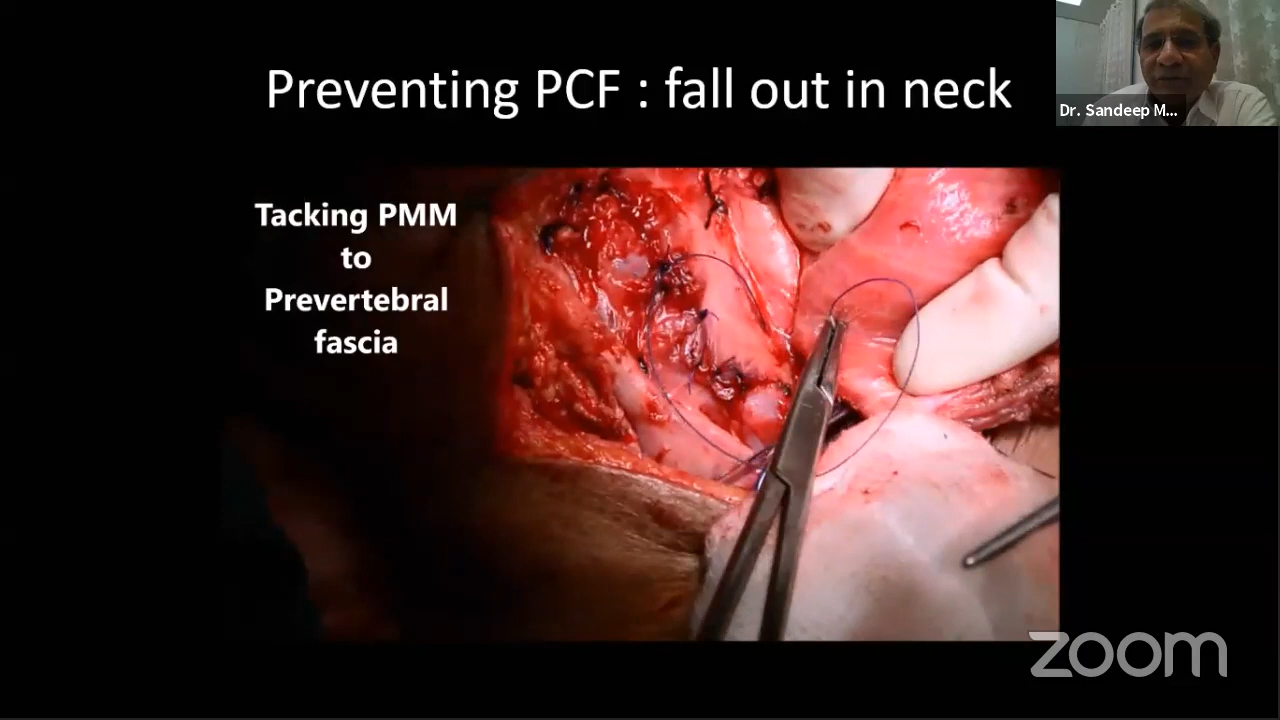 Preventing PCF : fall out in neck
Dr. Sandeep M...
Tacking PMM
to
Prevertebral
fascia
zoom